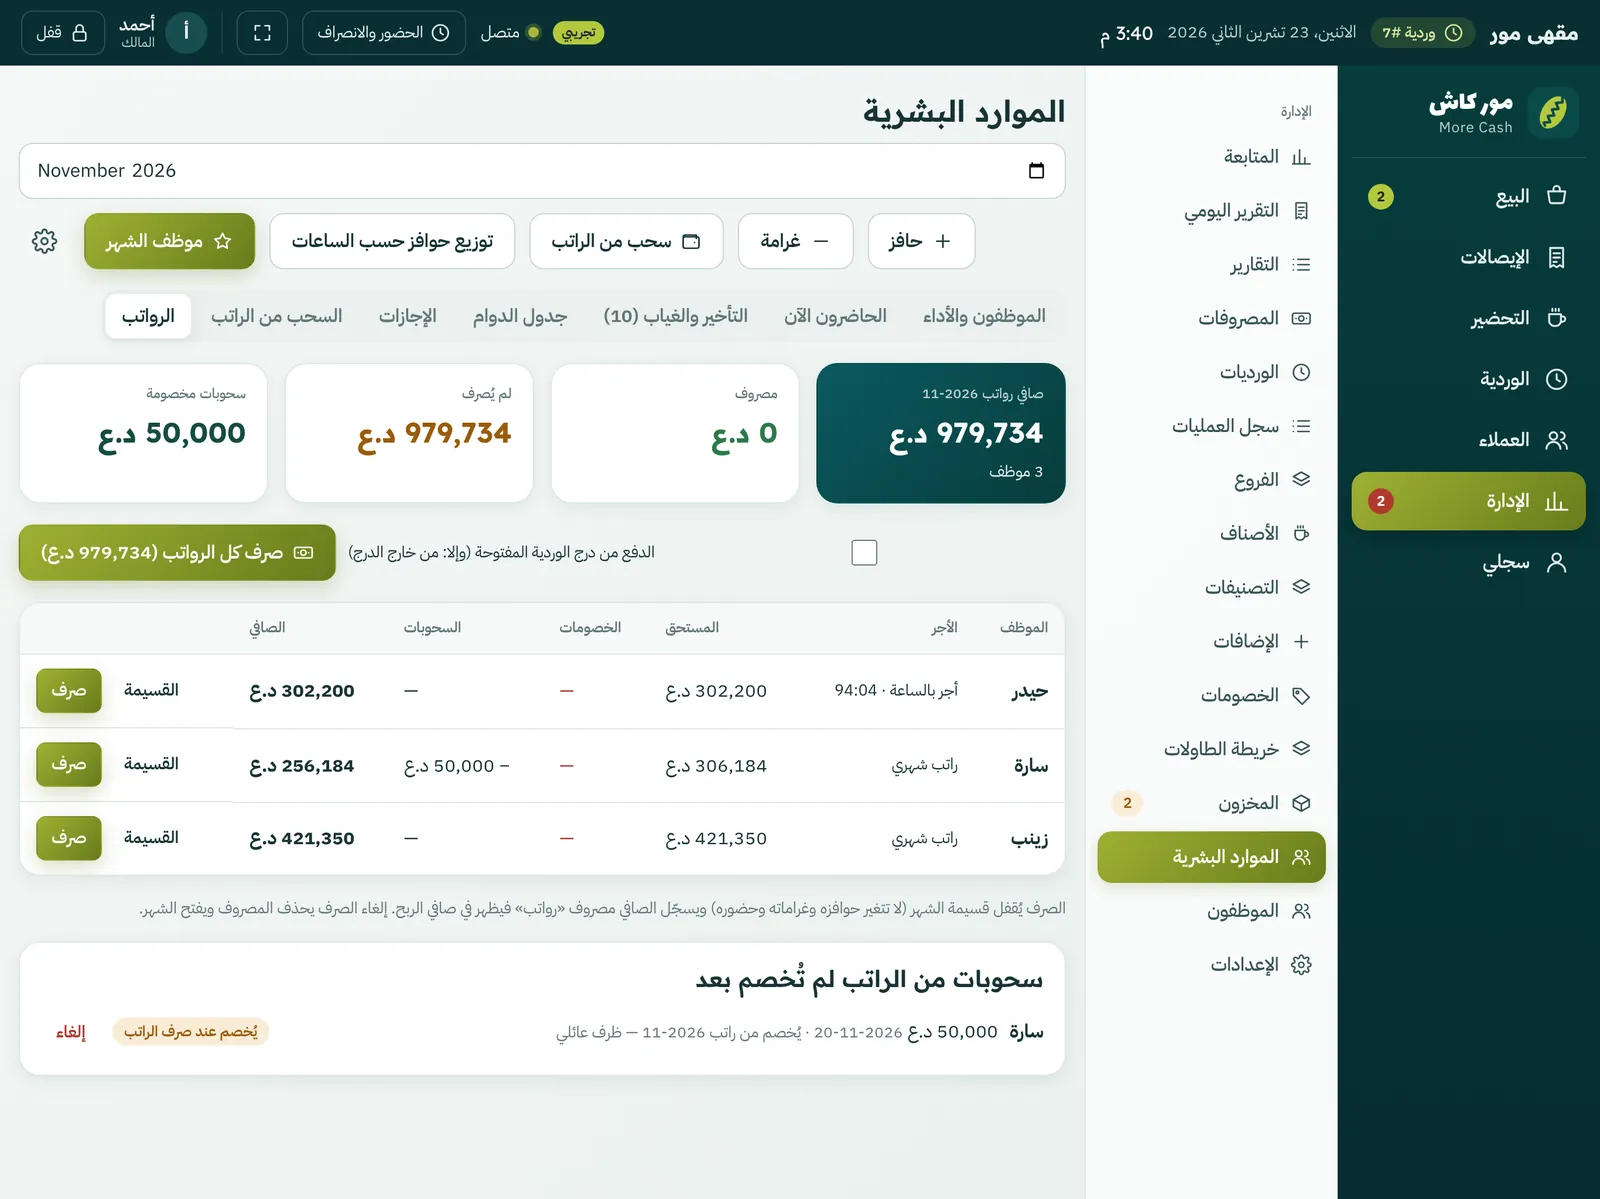 مقهى مور
وردية #7
الاثنين، 23 تشرين الثاني 2026
3:40 م
تجريبي
متصل
الحضور والانصراف
أ
أحمد
المالك
قفل
مور كاش
More Cash
البيع
2
الإيصالات
التحضير
الوردية
العملاء
الإدارة
2
سجلي
الإدارة
المتابعة
التقرير اليومي
التقارير
المصروفات
الورديات
سجل العمليات
الفروع
الأصناف
التصنيفات
الإضافات
الخصومات
خريطة الطاولات
المخزون
2
الموارد البشرية
الموظفون
الإعدادات
الموارد البشرية
November 2026
حافز
غرامة
سحب من الراتب
توزيع حوافز حسب الساعات
موظف الشهر
الموظفون والأداء
الحاضرون الآن
التأخير والغياب (10)
جدول الدوام
الإجازات
السحب من الراتب
الرواتب
صافي رواتب 2026-11
979,734 د.ع
3 موظف
مصروف
0 د.ع
لم يُصرف
979,734 د.ع
سحوبات مخصومة
50,000 د.ع
الدفع من درج الوردية المفتوحة (وإلا: من خارج الدرج)
صرف كل الرواتب (979,734 د.ع)
الموظف الأجر المستحق الخصومات السحوبات الصافي
حيدر أجر بالساعة · 94:04 302,200 د.ع — — 302,200 د.ع القسيمة صرف
سارة راتب شهري 306,184 د.ع — − 50,000 د.ع 256,184 د.ع القسيمة صرف
زينب راتب شهري 421,350 د.ع — — 421,350 د.ع القسيمة صرف
الصرف يُقفل قسيمة الشهر (لا تتغير حوافزه وغراماته وحضوره) ويسجّل الصافي مصروف «رواتب» فيظهر في صافي الربح. إلغاء الصرف يحذف المصروف ويفتح الشهر.
سحوبات من الراتب لم تُخصم بعد
سارة 50,000 د.ع 2026-11-20 · يُخصم من راتب 2026-11 — ظرف عائلي
يُخصم عند صرف الراتب
إلغاء